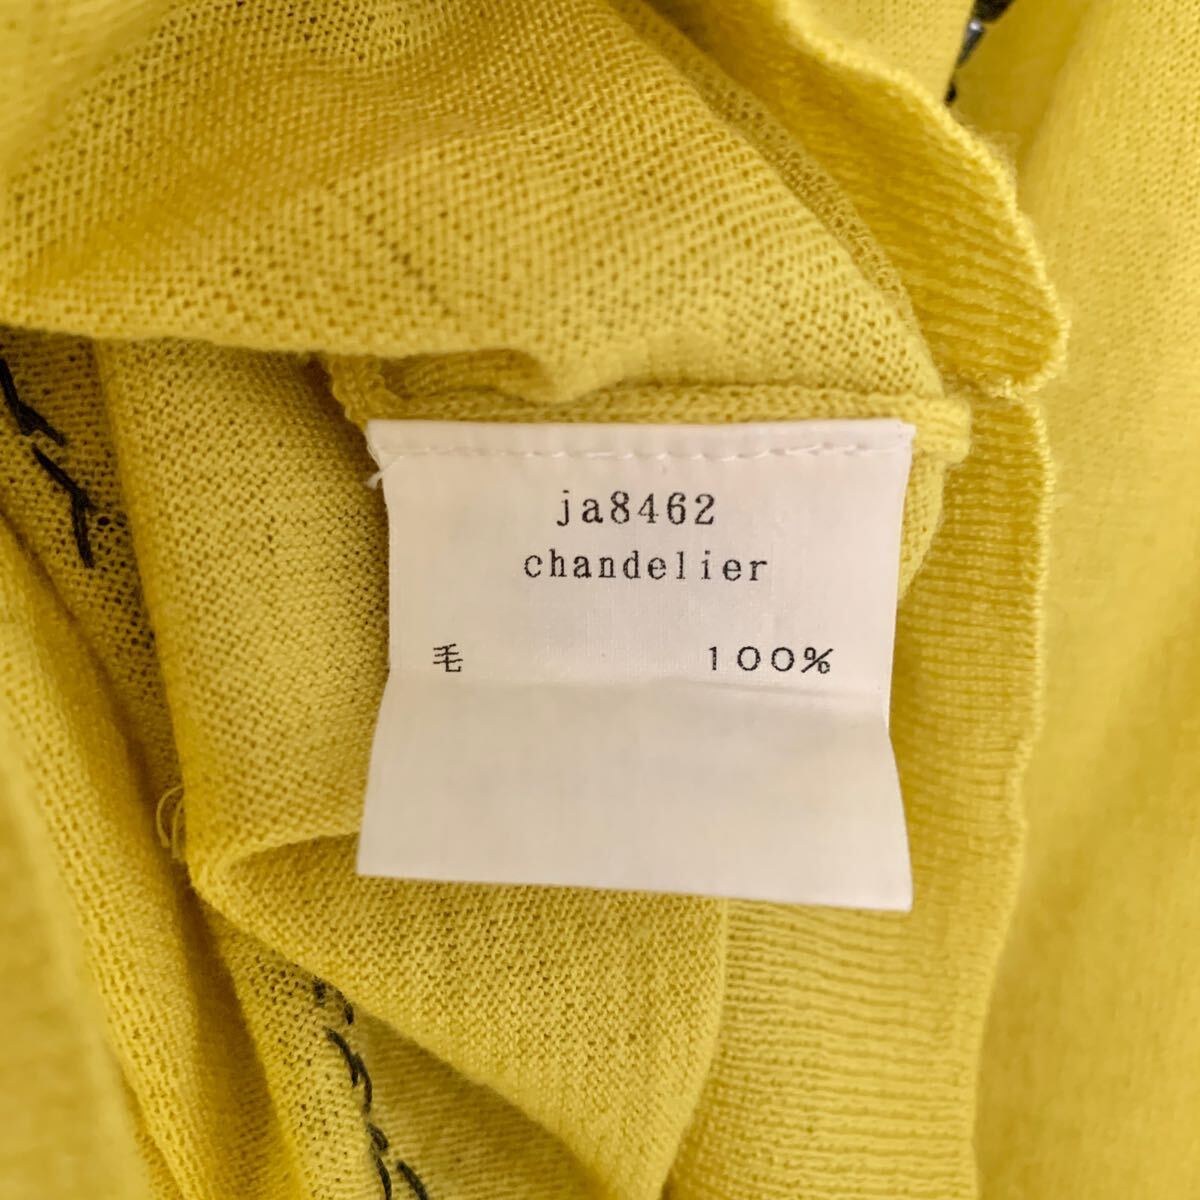 ja8462
chandelier
毛 100%